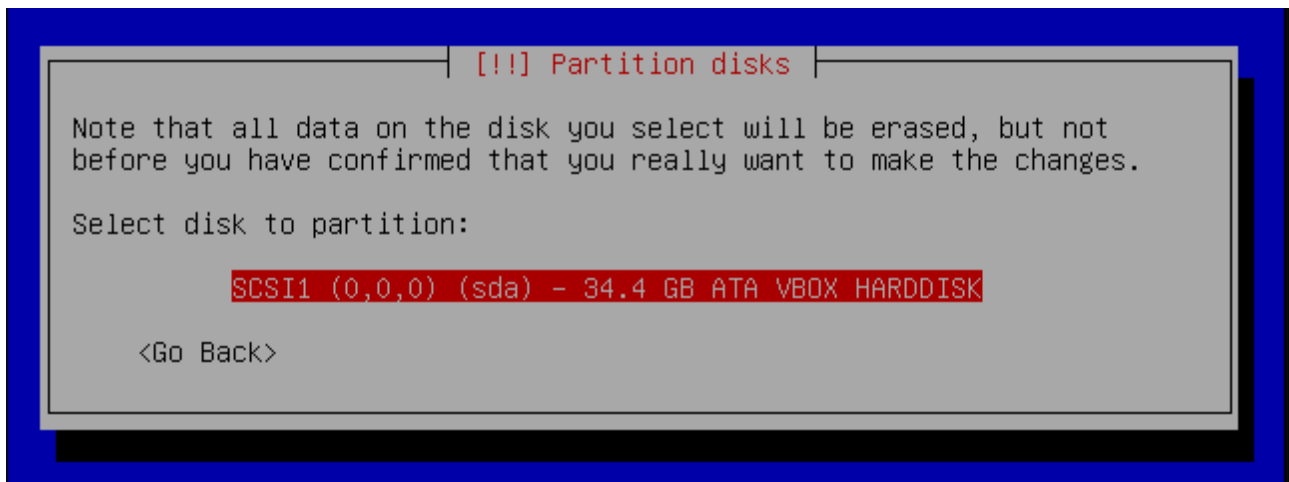 [!!] Partition disks
Note that all data on the disk you select will be erased, but not
before you have confirmed that you really want to make the changes.
Select disk to partition:
SCSI1 (0,0,0) (sda) - 34.4 GB ATA VBOX HARDDISK
<Go Back>